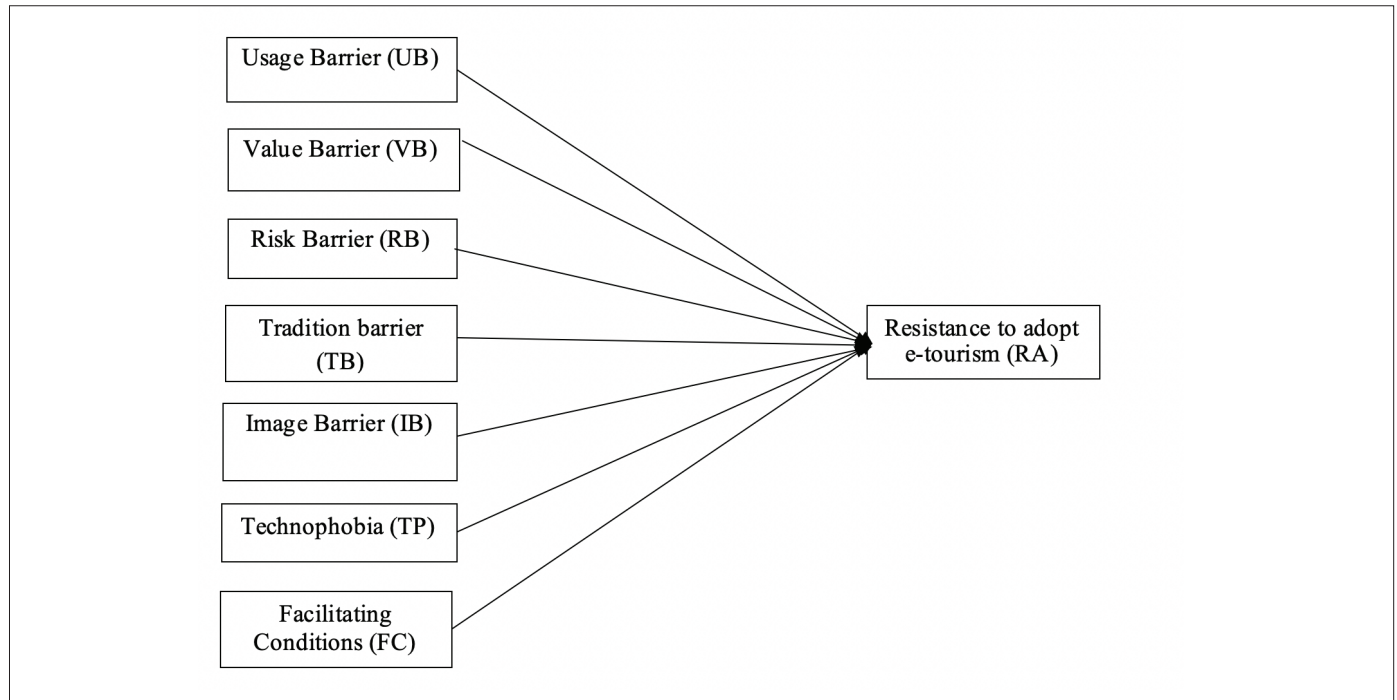 Usage Barrier (UB)
Value Barrier (VB)
Risk Barrier (RB)
Tradition barrier
(TB)
Image Barrier (IB)
Technophobia (TP)
Facilitating
Conditions (FC)
Resistance to adopt
e-tourism (RA)